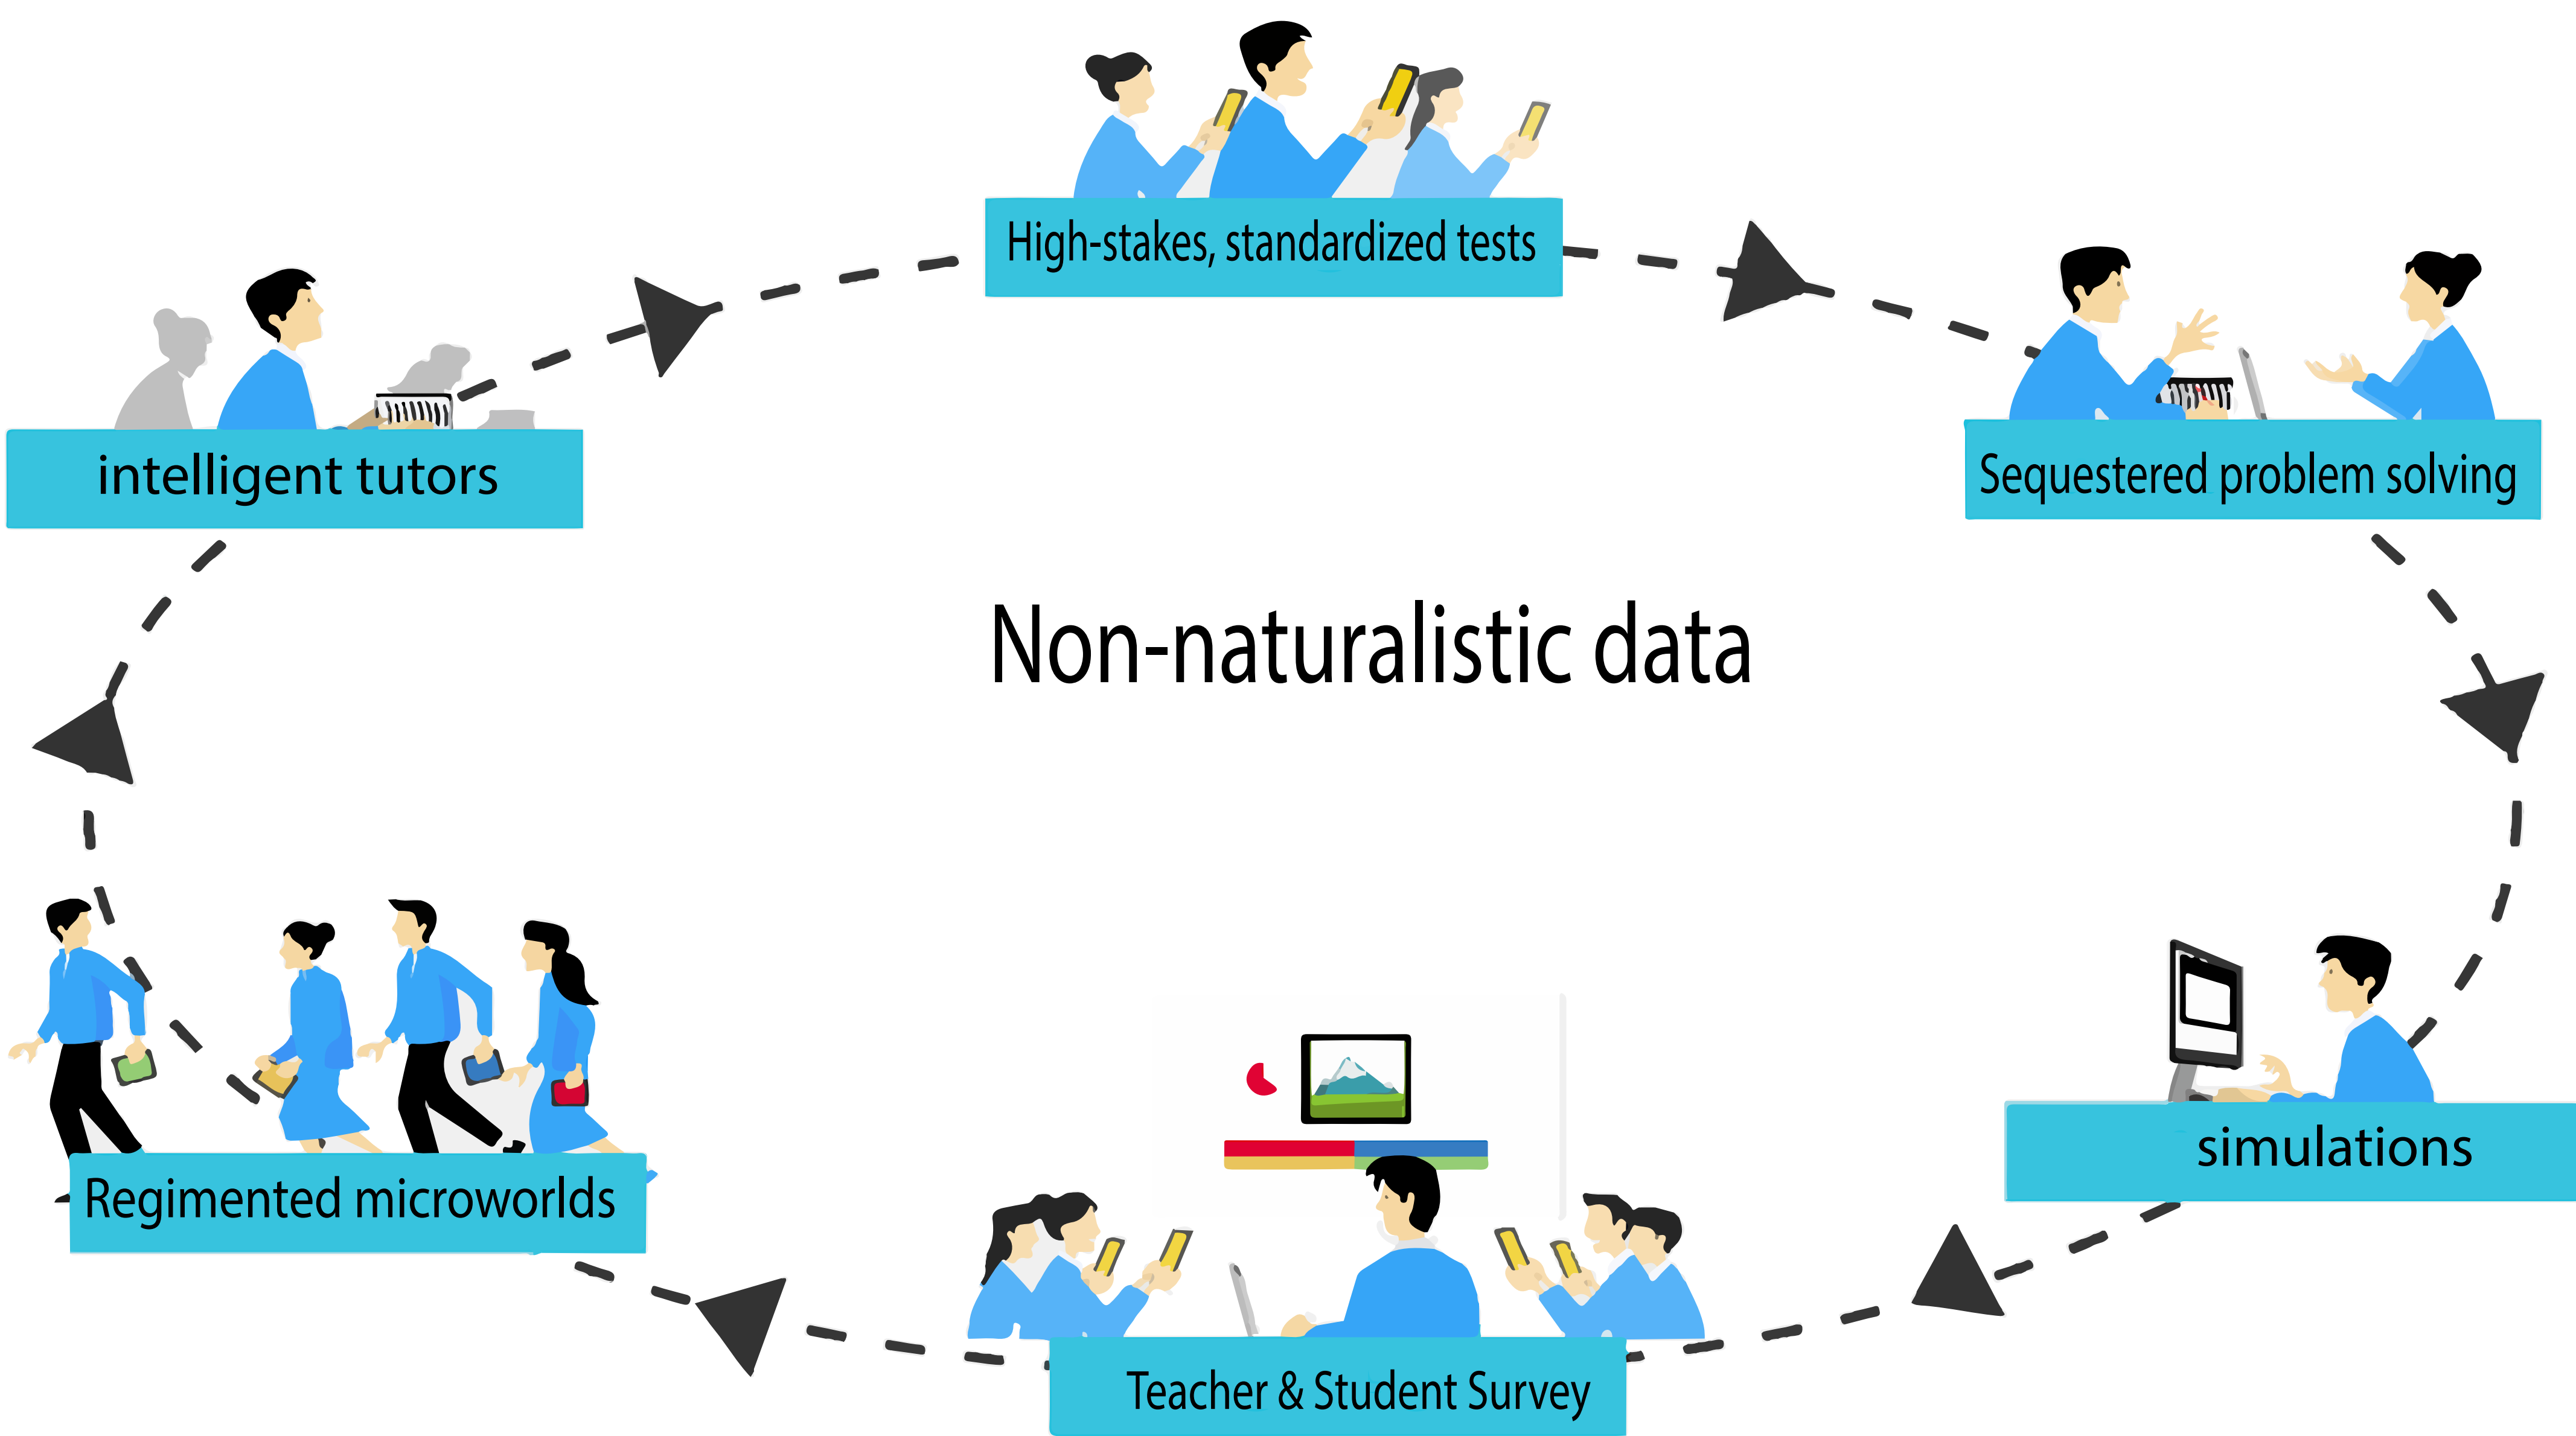 High-stakes, standardized tests
intelligent tutors
Sequestered problem solving
Non-naturalistic data
simulations
Regimented microworlds
Teacher & Student Survey